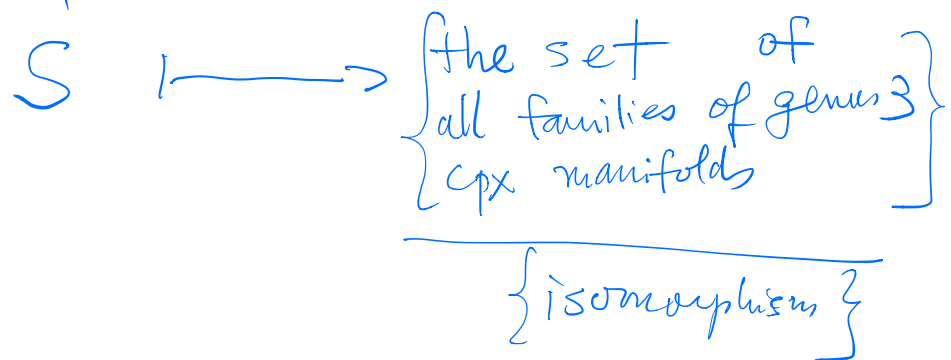 S ⟼ {the set of
all families of genus 3
cpx manifolds}
{isomorphism}